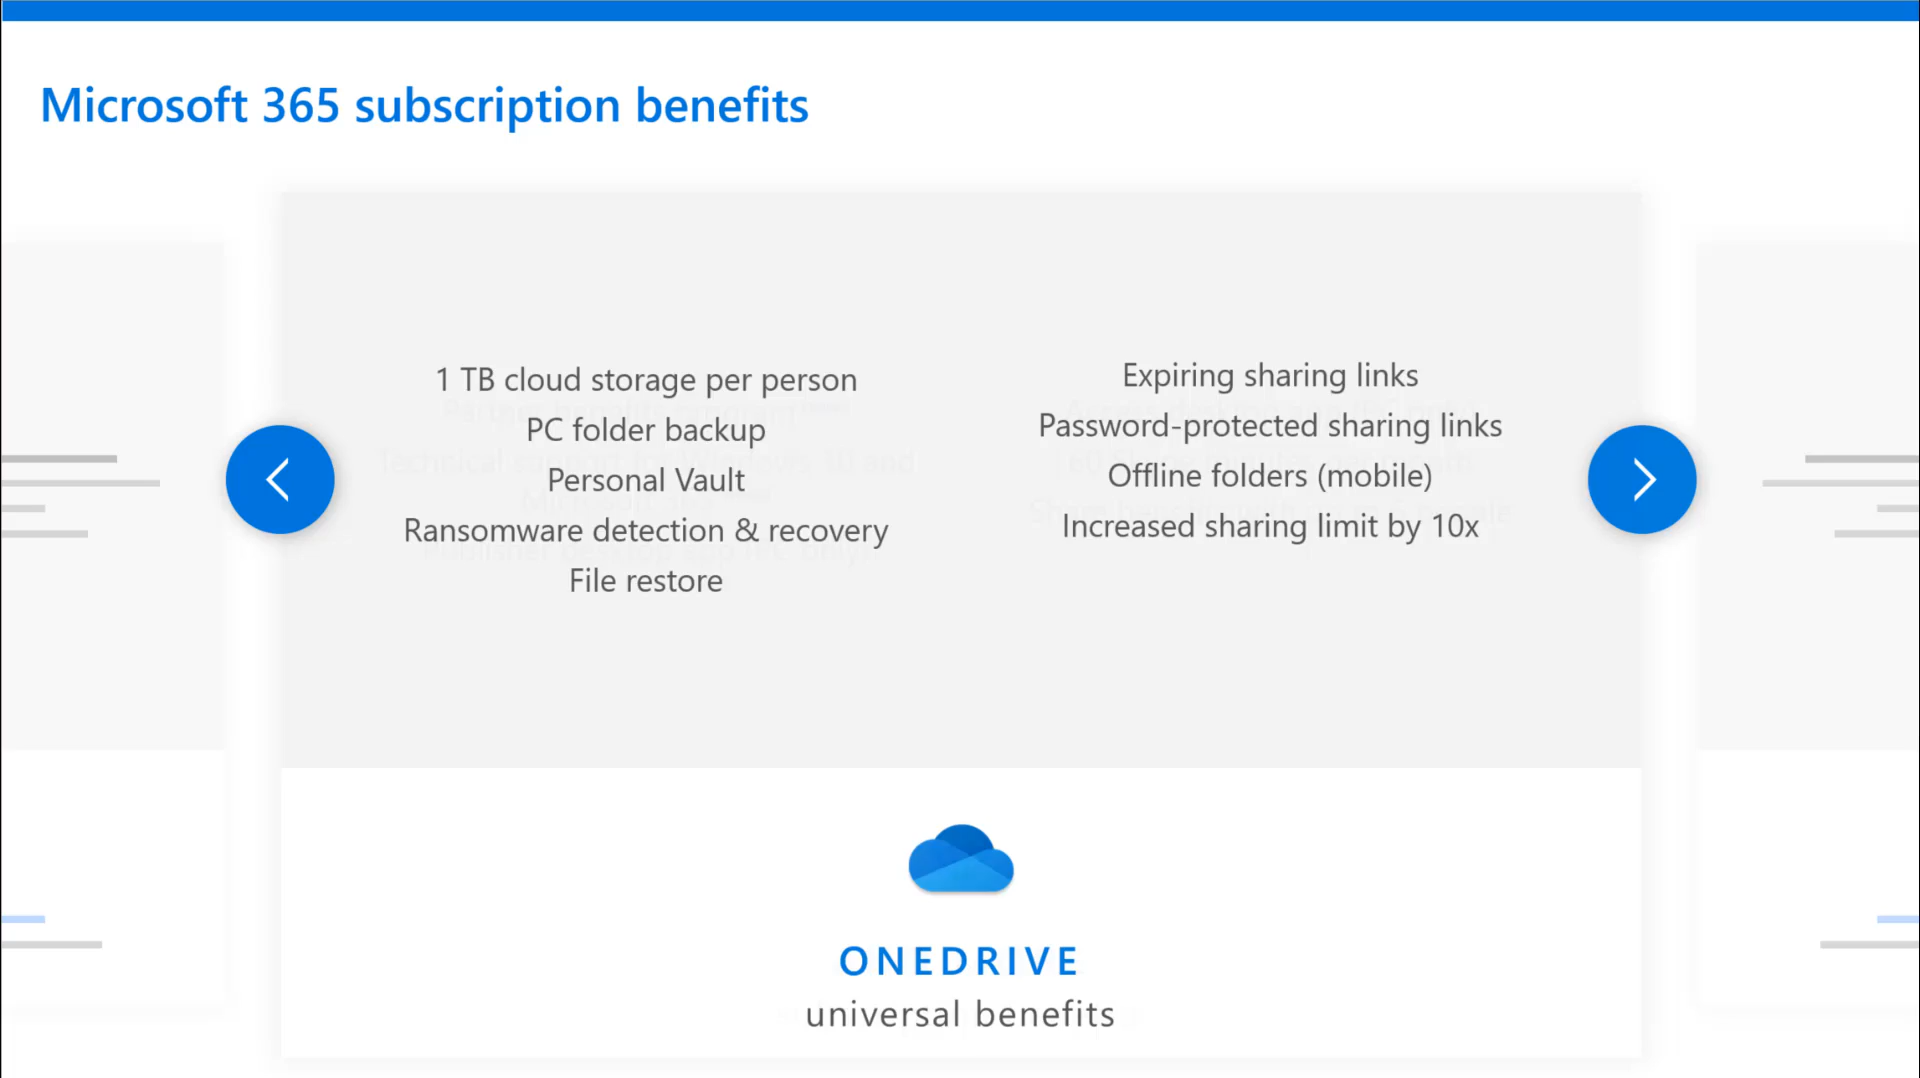 Microsoft 365 subscription benefits
1 TB cloud storage per person
PC folder backup
Personal Vault
Ransomware detection & recovery
File restore
Expiring sharing links
Password-protected sharing links
Offline folders (mobile)
Increased sharing limit by 10x
ONEDRIVE
universal benefits